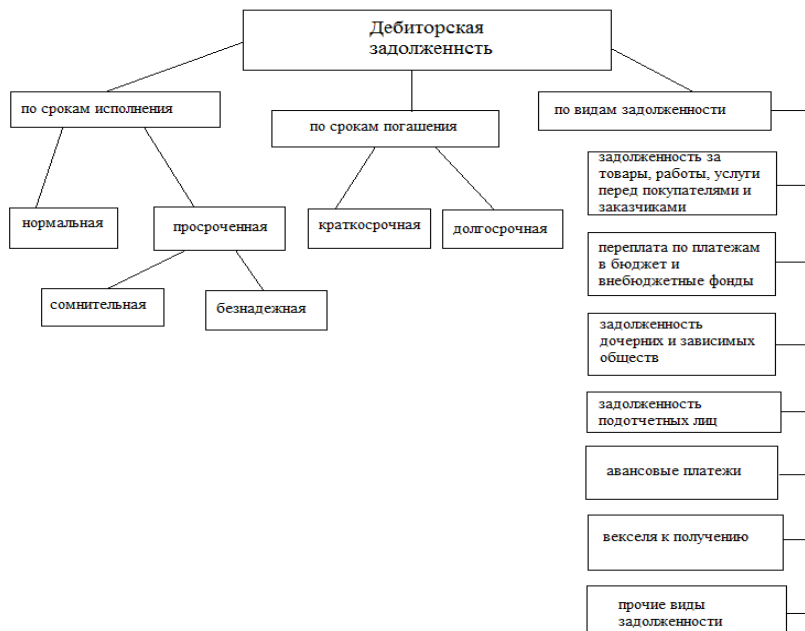 Дебиторская
задолженнсть
по срокам исполнения
по срокам погашения
по видам задолженности
нормальная
просроченная
сомнительная
безнадежная
краткосрочная
долгосрочная
задолженность за
товары, работы, услуги
перед покупателями и
заказчиками
переплата по платежам
в бюджет и
внебюджетные фонды
задолженность
дочерних и зависимых
обществ
задолженность
подотчетных лиц
авансовые платежи
векселя к получению
прочие виды
задолженности